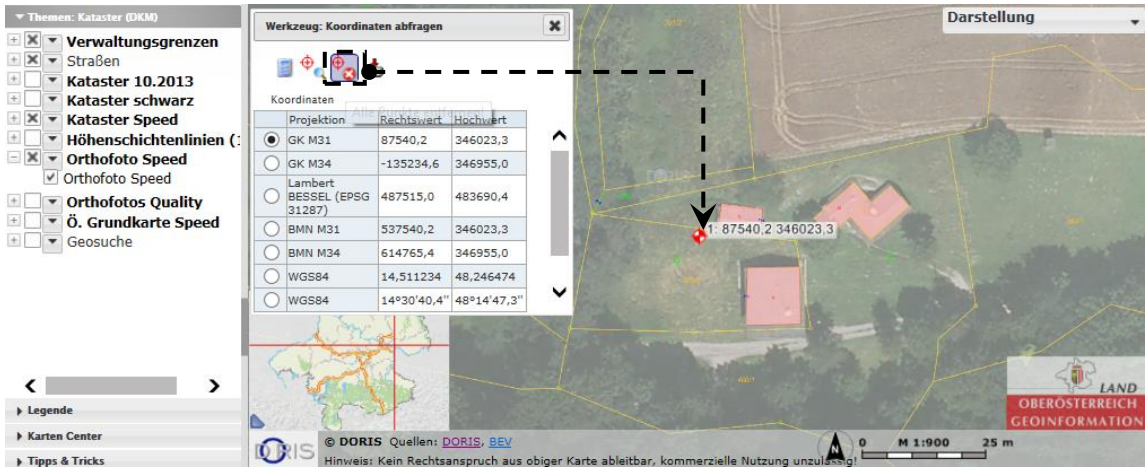 Themen: Kataster (DKM)
Verwaltungsgrenzen
Straßen
Kataster 10.2013
Kataster schwarz
Kataster Speed
Höhenschichtenlinien (1
Orthofoto Speed
Orthofoto Speed
Orthofotos Quality
Ö. Grundkarte Speed
Geosuche
Legende
Karten Center
Tipps & Tricks
Werkzeug: Koordinaten abfragen
Koordinaten
Projektion Rechtswert Hochwert
GK M31 87540,2 346023,3
GK M34 -135234,6 346955,0
Lambert
BESSEL (EPSG 487515,0 483690,4
31287)
BMN M31 537540,2 346023,3
BMN M34 614765,4 346955,0
WGS84 14,511234 48,246474
WGS84 14°30'40,4'' 48°14'47,3''
Darstellung
1: 87540,2 346023,3
LAND
OBERÖSTERREICH
GEOINFORMATION
DORIS
© DORIS Quellen: DORIS, BEV
Hinweis: Kein Rechtsanspruch aus obiger Karte ableitbar, kommerzielle Nutzung unzulässig!
N
0 M 1:900 25 m